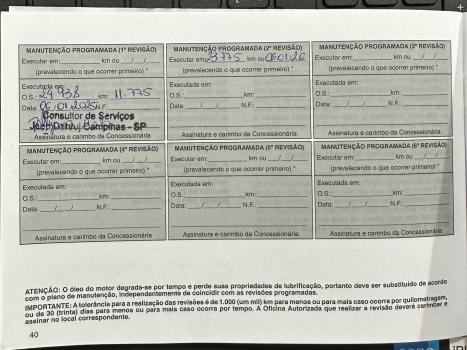 MANUTENÇÃO PROGRAMADA (1ª REVISÃO)
Executar em: km ou / /
(prevalecendo o que ocorrer primeiro) *
Executada em:
O.S.: 24 938 km: 11.775
Data: 06/01/2025 N.F.:
Consultor de Serviços
Campinas - SP
Assinatura e carimbo da Concessionária
MANUTENÇÃO PROGRAMADA (2ª REVISÃO)
Executar em: 23775 km ou 06/01/26
(prevalecendo o que ocorrer primeiro) *
Executada em:
O.S.: km:
Data: / / N.F.:
Assinatura e carimbo da Concessionária
MANUTENÇÃO PROGRAMADA (3ª REVISÃO)
Executar em: km ou / /
(prevalecendo o que ocorrer primeiro) *
Executada em:
O.S.: km:
Data: / / N.F.:
Assinatura e carimbo da Concessionária
MANUTENÇÃO PROGRAMADA (4ª REVISÃO)
Executar em: km ou / /
(prevalecendo o que ocorrer primeiro) *
Executada em:
O.S.: km:
Data: / / N.F.:
Assinatura e carimbo da Concessionária
MANUTENÇÃO PROGRAMADA (5ª REVISÃO)
Executar em: km ou / /
(prevalecendo o que ocorrer primeiro) *
Executada em:
O.S.: km:
Data: / / N.F.:
Assinatura e carimbo da Concessionária
MANUTENÇÃO PROGRAMADA (6ª REVISÃO)
Executar em: km ou / /
(prevalecendo o que ocorrer primeiro) *
Executada em:
O.S.: km:
Data: / / N.F.:
Assinatura e carimbo da Concessionária
ATENÇÃO: O óleo do motor degrada-se por tempo e perde suas propriedades de lubrificação, portanto deve ser substituído de acordo
com o plano de manutenção, independentemente de coincidir com as revisões programadas.
IMPORTANTE: A tolerância para a realização das revisões é de 1.000 (um mil) km para menos ou para mais caso ocorra por quilometragem,
ou de 30 (trinta) dias para menos ou para mais caso ocorra por tempo. A Oficina Autorizada que realizar a revisão deverá carimbar e
assinar no local correspondente.
40